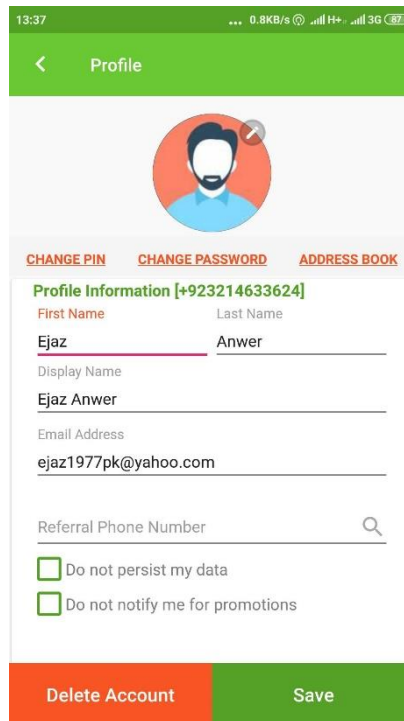 13:37 ... 0.8KB/s H+ 3G 87
Profile
CHANGE PIN CHANGE PASSWORD ADDRESS BOOK
Profile Information [+923214633624]
First Name Last Name
Ejaz Anwer
Display Name
Ejaz Anwer
Email Address
ejaz1977pk@yahoo.com
Referral Phone Number
Do not persist my data
Do not notify me for promotions
Delete Account Save